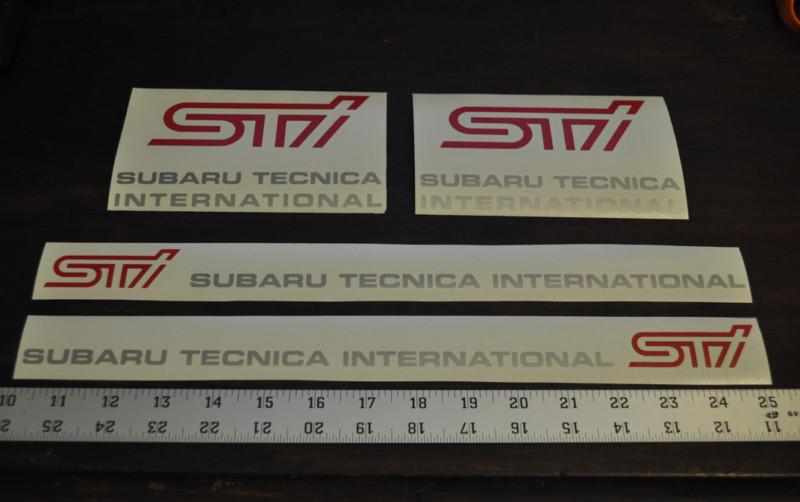 STi
SUBARU TECNICA
INTERNATIONAL
STi
SUBARU TECNICA
INTERNATIONAL
STi SUBARU TECNICA INTERNATIONAL
SUBARU TECNICA INTERNATIONAL STi
10 11 12 13 14 15 16 17 18 19 20 21 22 23 24 25
25 24 23 22 21 20 19 18 17 16 15 14 13 12 11